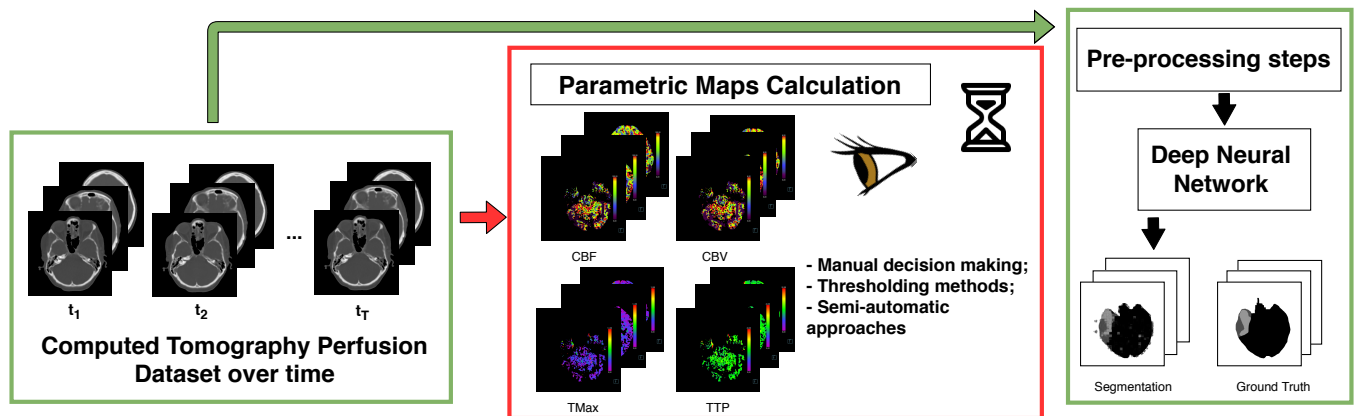 t1
t2
...
tT
Computed Tomography Perfusion
Dataset over time
Parametric Maps Calculation
CBF
CBV
TMax
TTP
- Manual decision making;
- Thresholding methods;
- Semi-automatic
approaches
Pre-processing steps
Deep Neural
Network
Segmentation
Ground Truth